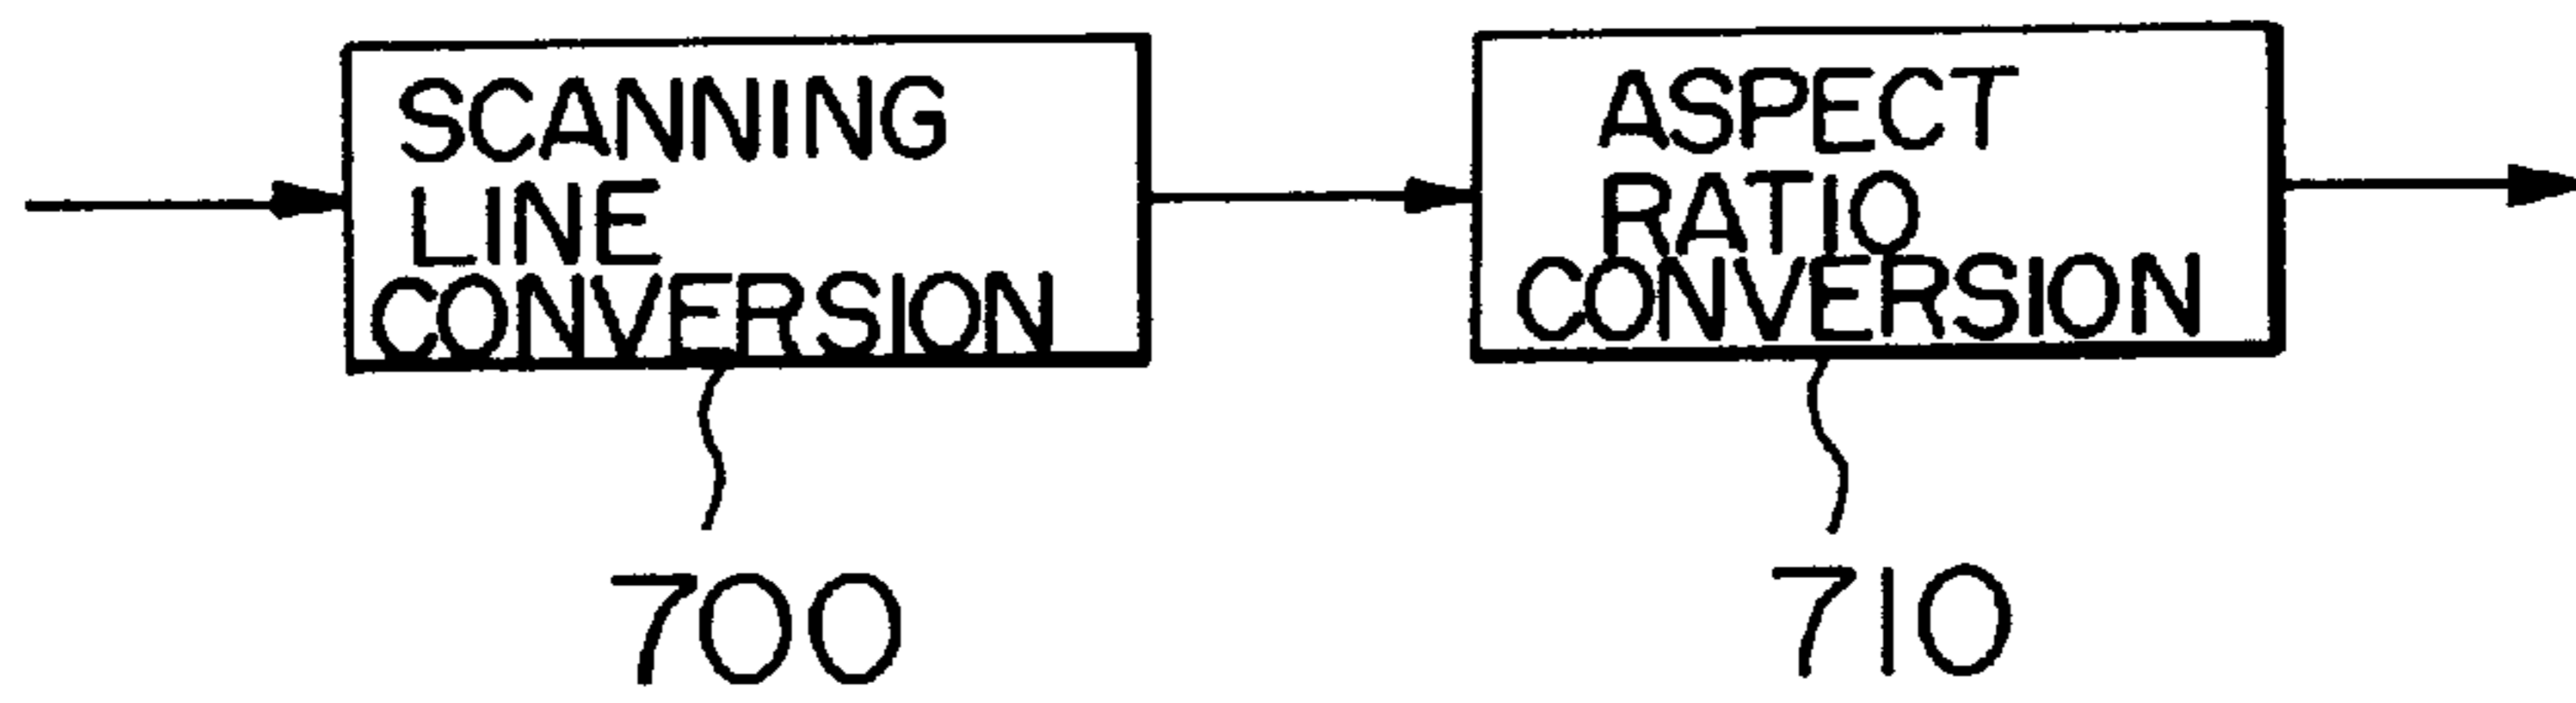 SCANNING
LINE
CONVERSION
ASPECT
RATIO
CONVERSION
700
710